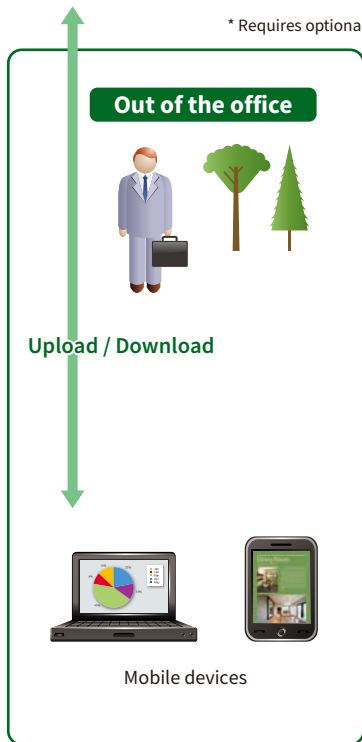 * Requires optiona
Out of the office
Upload / Download
Mobile devices